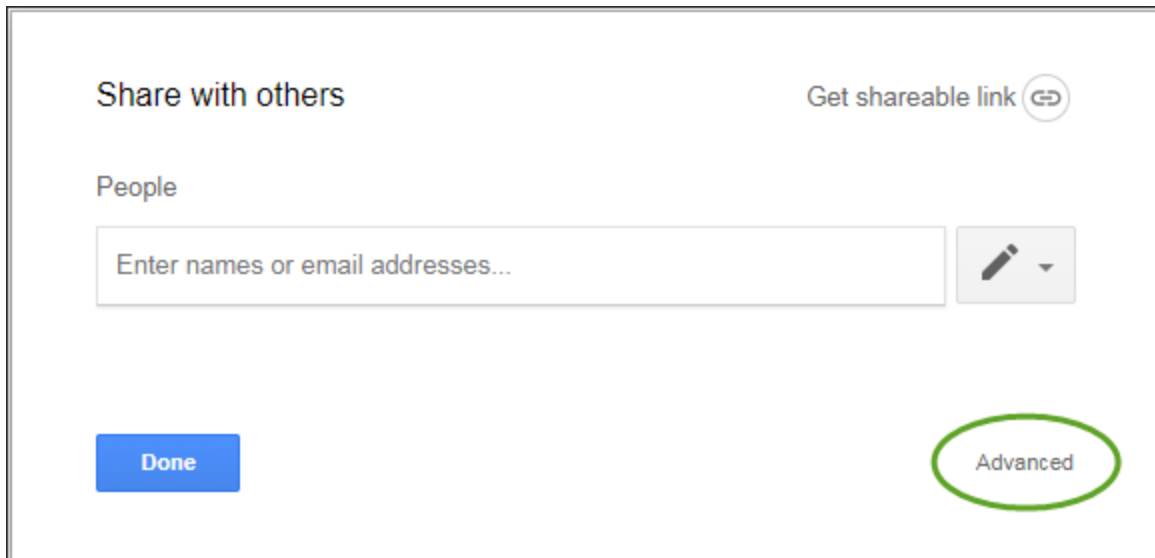 Share with others
Get shareable link
People
Enter names or email addresses...
Done
Advanced